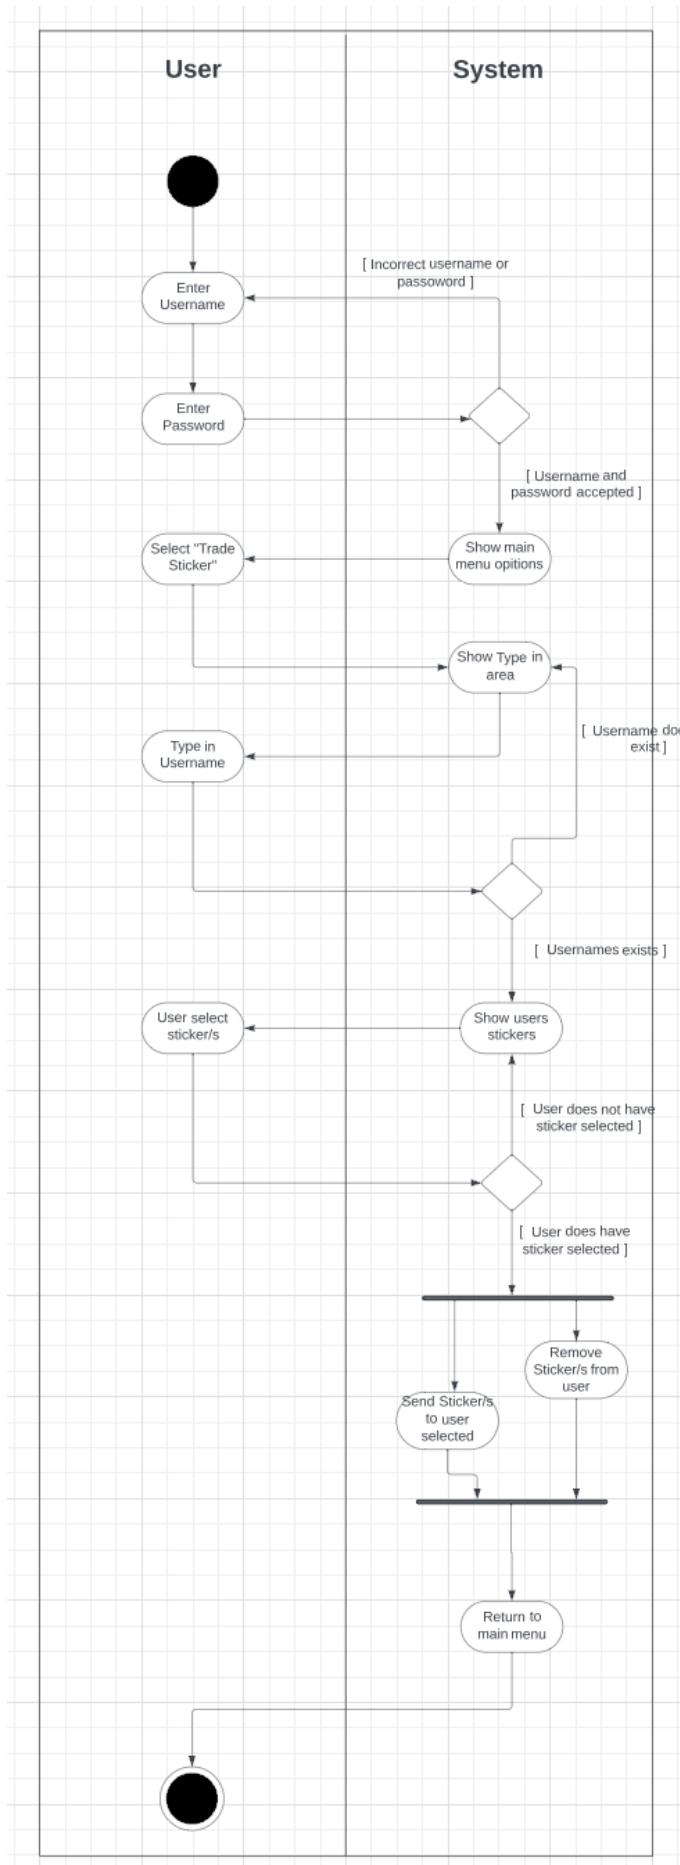 User
System
[ Incorrect username or
passoword ]
Enter
Username
Enter
Password
[ Username and
password accepted ]
Select "Trade
Sticker"
Show main
menu opitions
Show Type in
area
[ Username
exist ]
Type in
Username
[ Usernames exists ]
User select
sticker/s
Show users
stickers
[ User does not have
sticker selected ]
[ User does have
sticker selected ]
Remove
Sticker/s from
user
Send Sticker/s
to user
selected
Return to
main menu